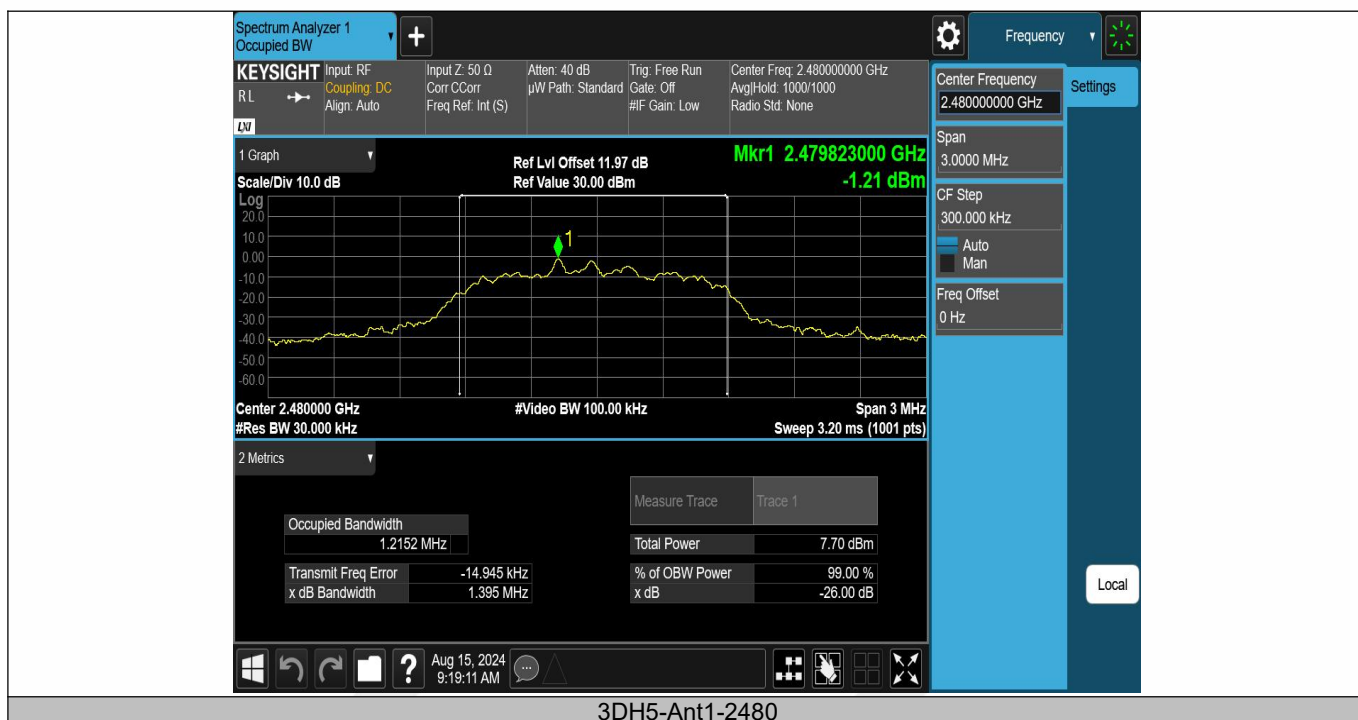 Spectrum Analyzer 1
Occupied BW
Frequency
KEYSIGHT
RL
LXI
Input: RF
Coupling: DC
Align: Auto
Input Z: 50 Ω
Corr CCorr
Freq Ref: Int (S)
Atten: 40 dB
µW Path: Standard
Trig: Free Run
Gate: Off
#IF Gain: Low
Center Freq: 2.480000000 GHz
Avg|Hold: 1000/1000
Radio Std: None
Center Frequency
2.480000000 GHz
Settings
Span
3.0000 MHz
CF Step
300.000 kHz
Auto
Man
Freq Offset
0 Hz
Local
1 Graph
Scale/Div 10.0 dB
Ref Lvl Offset 11.97 dB
Ref Value 30.00 dBm
Mkr1 2.479823000 GHz
-1.21 dBm
Log
20.0
10.0
0.00
-10.0
-20.0
-30.0
-40.0
-50.0
-60.0
1
Center 2.480000 GHz
#Res BW 30.000 kHz
#Video BW 100.00 kHz
Span 3 MHz
Sweep 3.20 ms (1001 pts)
2 Metrics
Measure Trace Trace 1
Occupied Bandwidth
1.2152 MHz
Total Power 7.70 dBm
Transmit Freq Error -14.945 kHz
% of OBW Power 99.00 %
x dB Bandwidth 1.395 MHz
x dB -26.00 dB
?
Aug 15, 2024
9:19:11 AM
3DH5-Ant1-2480